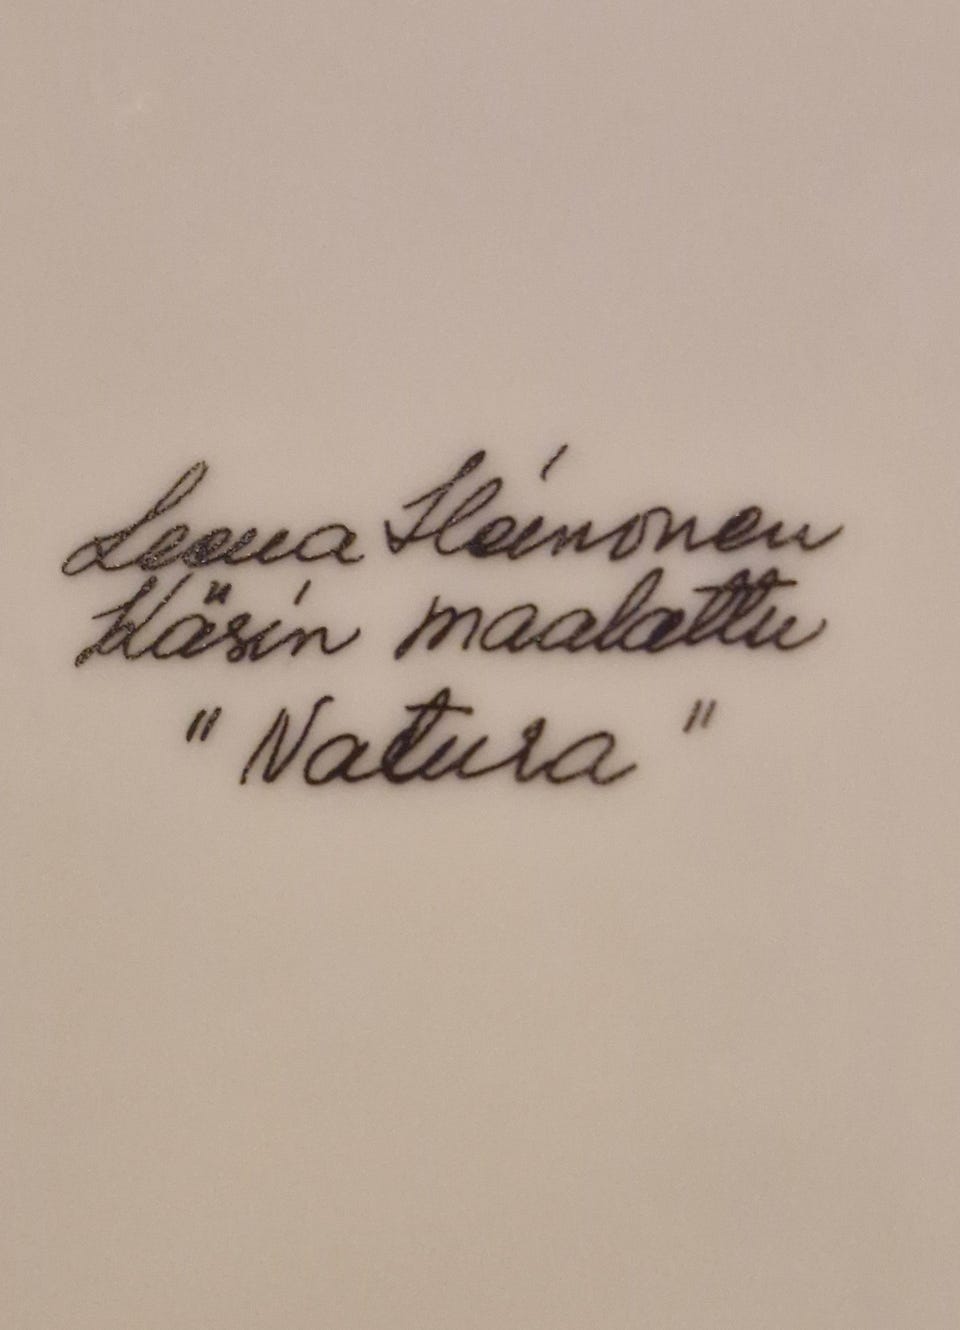 Leena Heinonen
Käsin maalattu
"Natura"